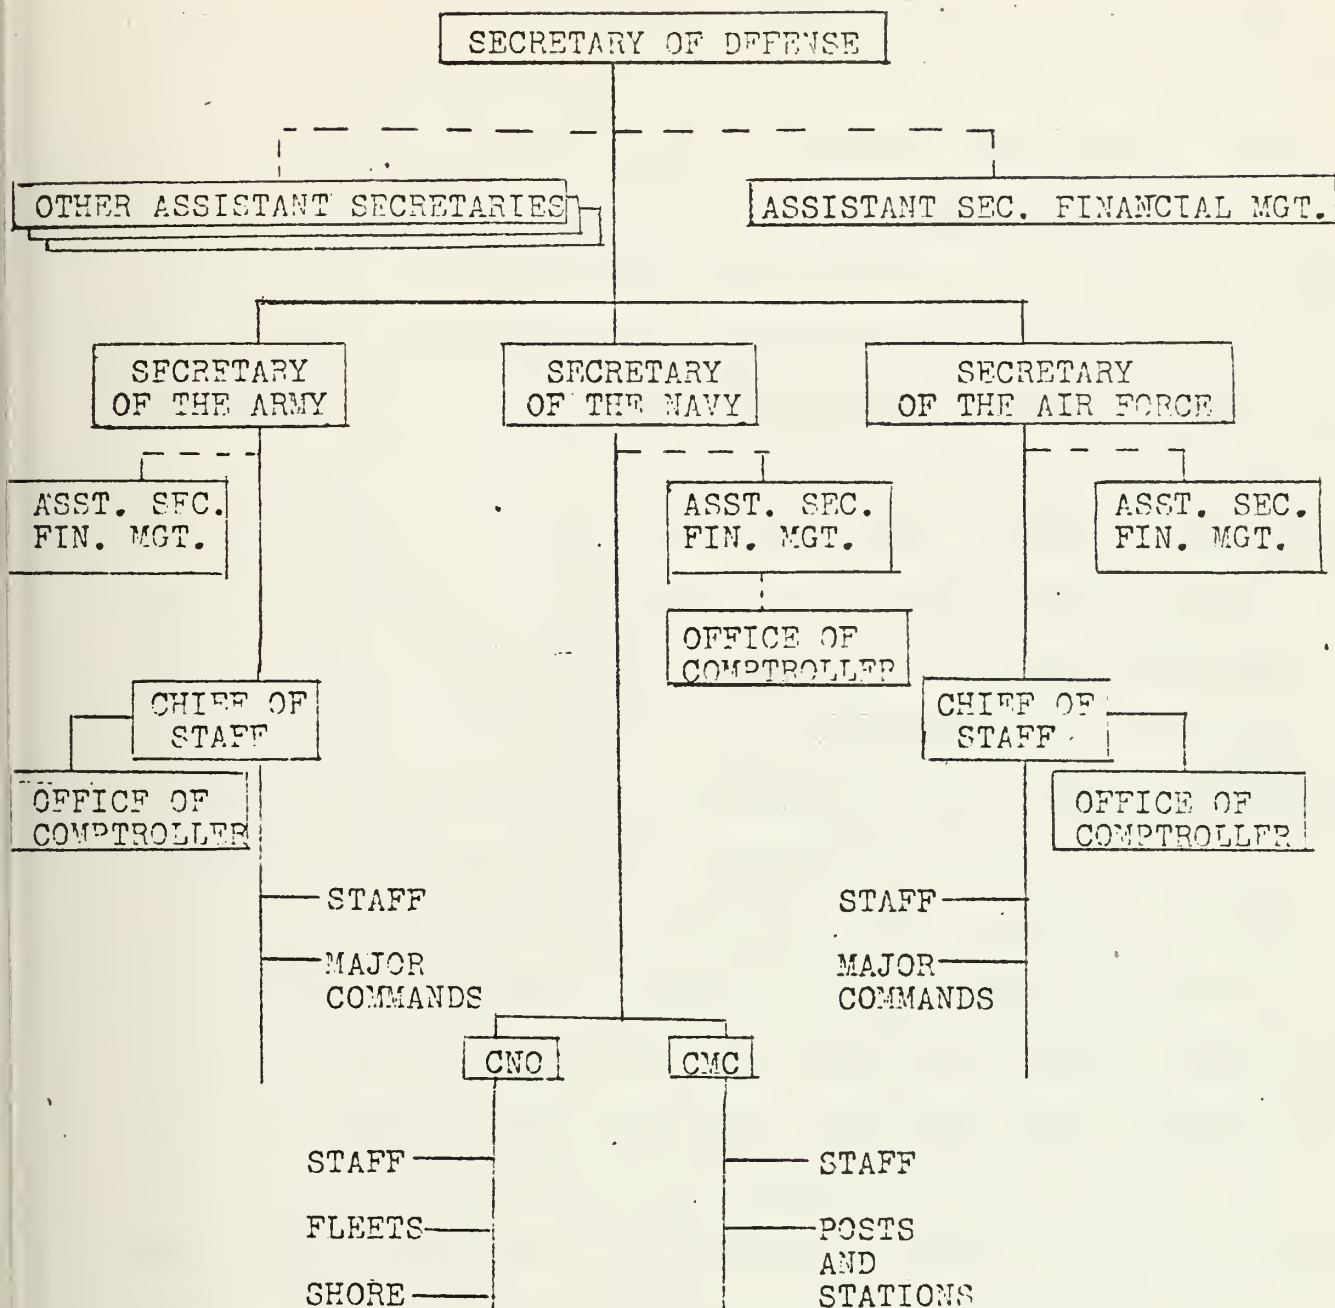 SECRETARY OF DEFENSE
OTHER ASSISTANT SECRETARIES
ASSISTANT SEC. FINANCIAL MGT.
SECRETARY
OF THE ARMY
SECRETARY
OF THE NAVY
SECRETARY
OF THE AIR FORCE
ASST. SEC.
FIN. MGT.
ASST. SEC.
FIN. MGT.
ASST. SEC.
FIN. MGT.
OFFICE OF
COMPTROLLER
CHIEF OF
STAFF
CHIEF OF
STAFF
OFFICE OF
COMPTROLLER
OFFICE OF
COMPTROLLER
STAFF
MAJOR
COMMANDS
STAFF
MAJOR
COMMANDS
CNO
CMC
STAFF
FLEETS
SHORE
STAFF
POSTS
AND
STATIONS